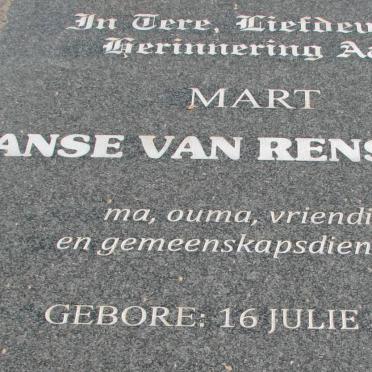 In Tere, Liefdev
Herinnering Aa
MART
ANSE VAN RENS
ma, ouma, vriendi
en gemeenskapsdien
GEBORE: 16 JULIE